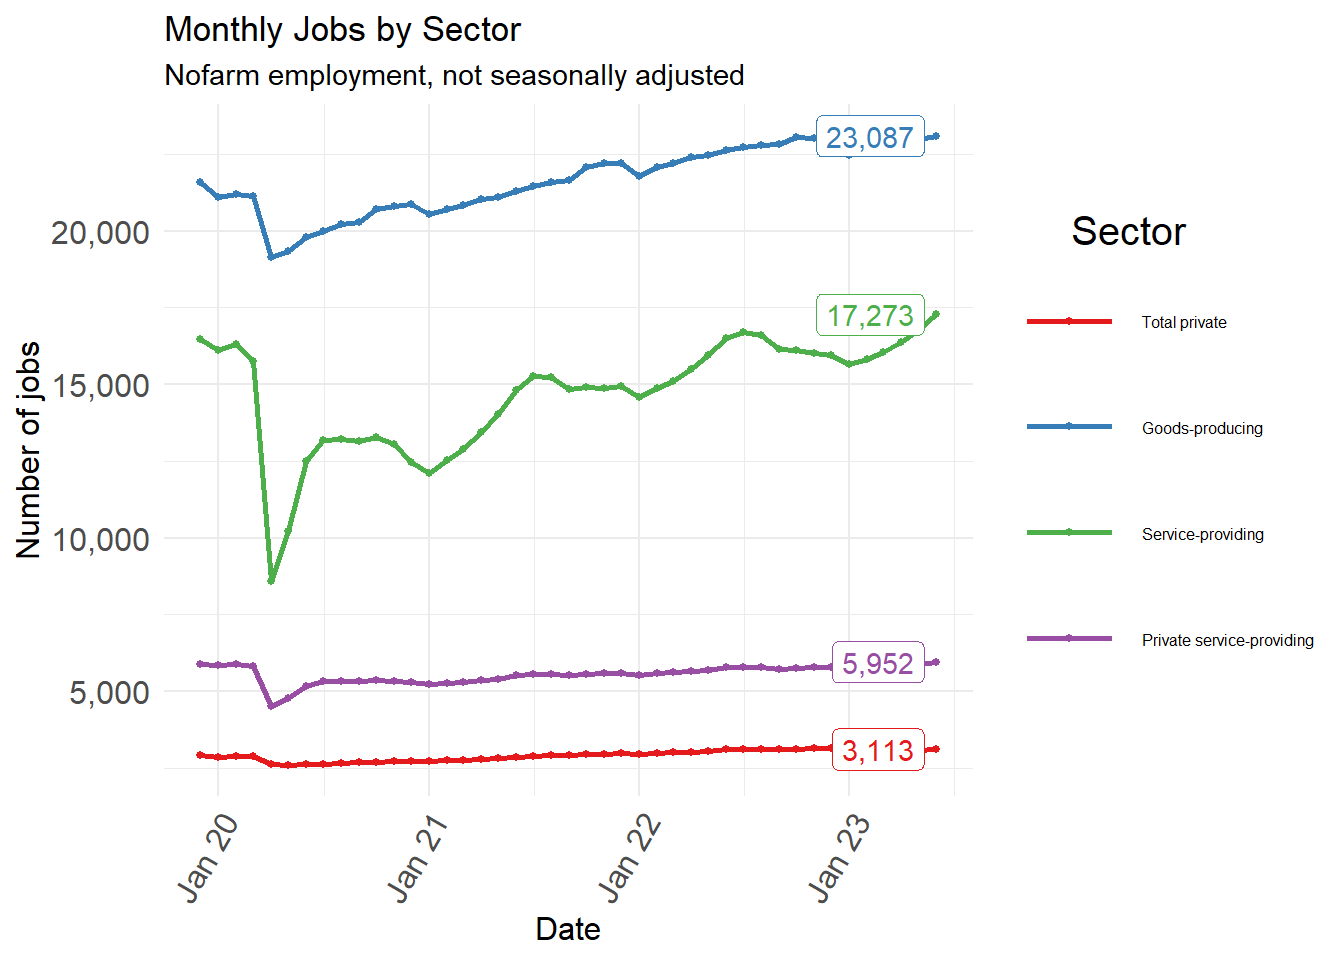 Monthly Jobs by Sector
Nofarm employment, not seasonally adjusted
Number of jobs
20,000
15,000
10,000
5,000
23,087
17,273
5,952
3,113
Jan 20
Jan 21
Jan 22
Jan 23
Date
Sector
Total private
Goods-producing
Service-providing
Private service-providing